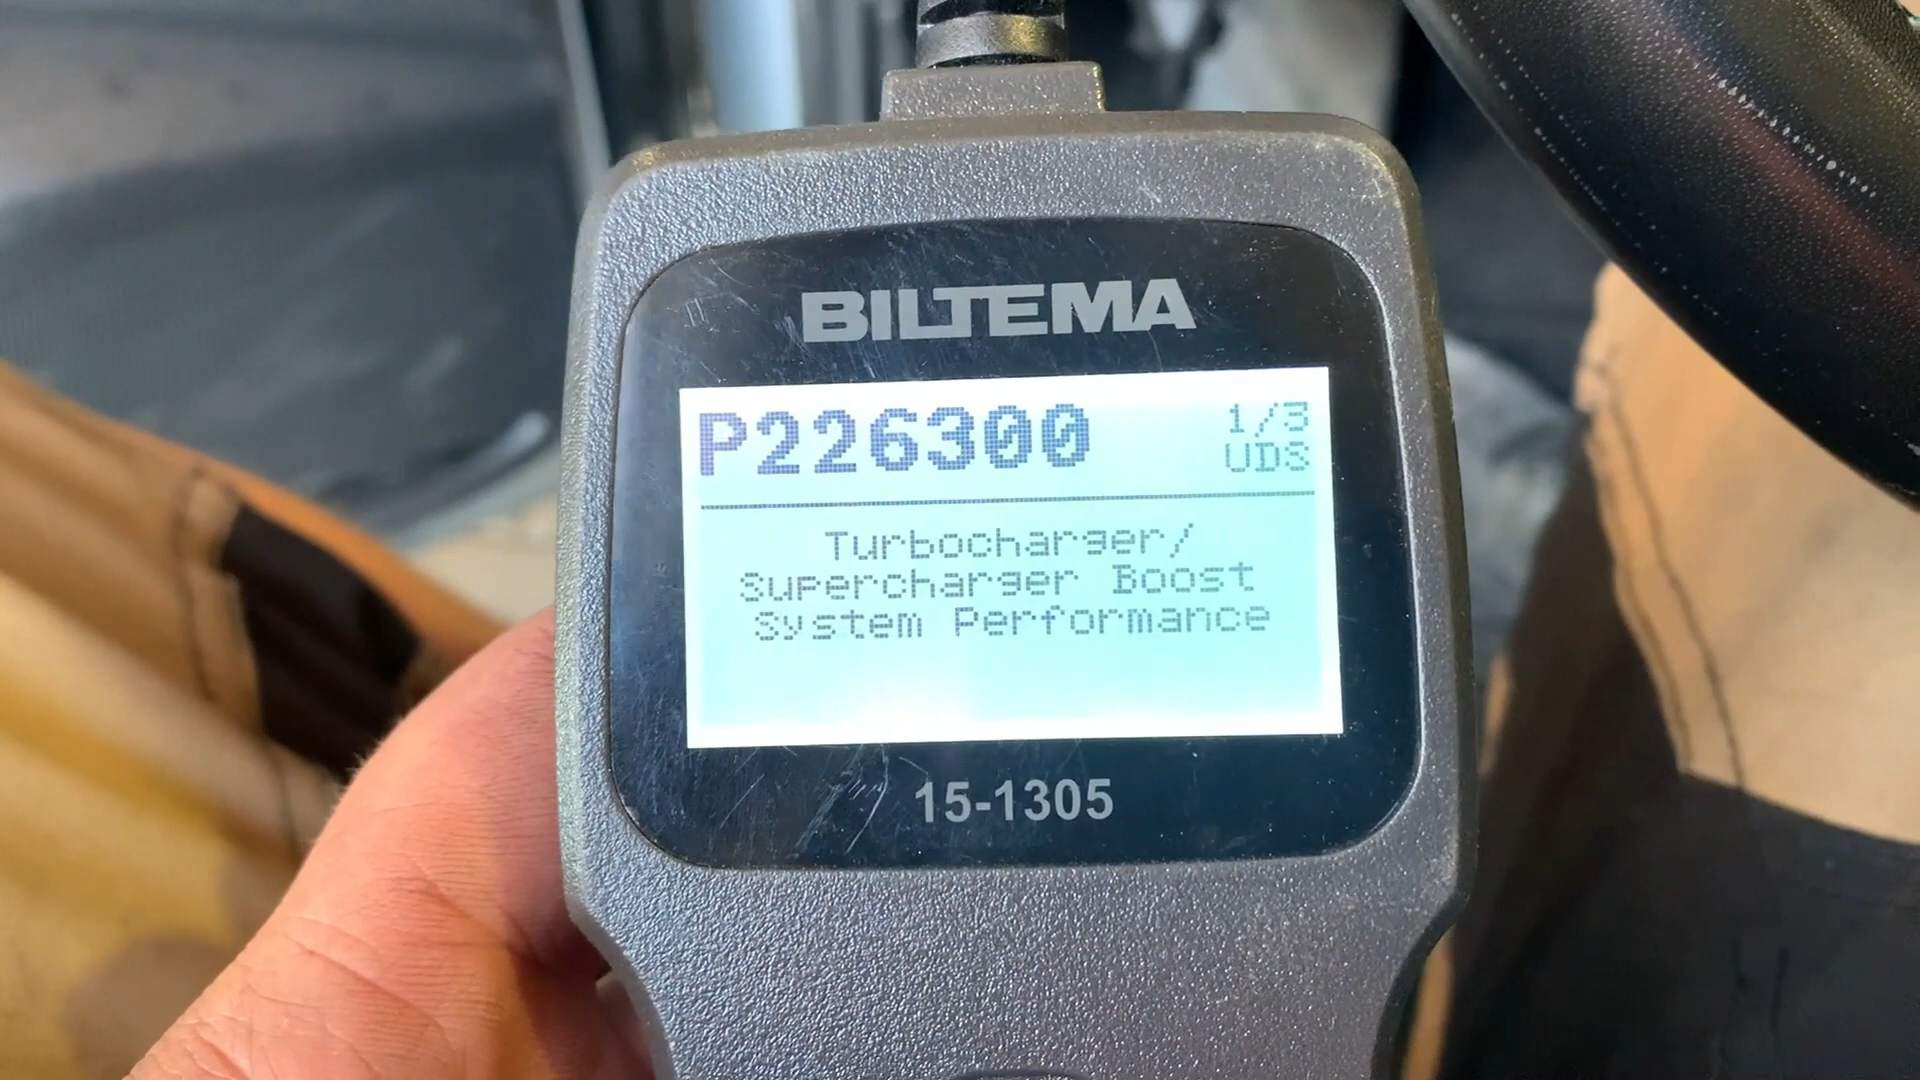 BILTEMA
P226300
1/3
UDS
Turbocharger/
Supercharger Boost
System Performance
15-1305